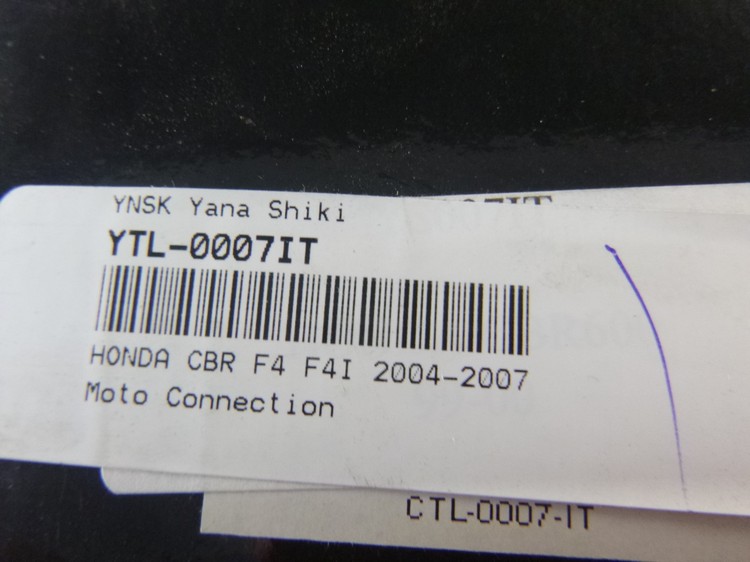 YNSK Yana Shiki
YTL-0007IT
HONDA CBR F4 F4I 2004-2007
Moto Connection
CTL-0007-IT